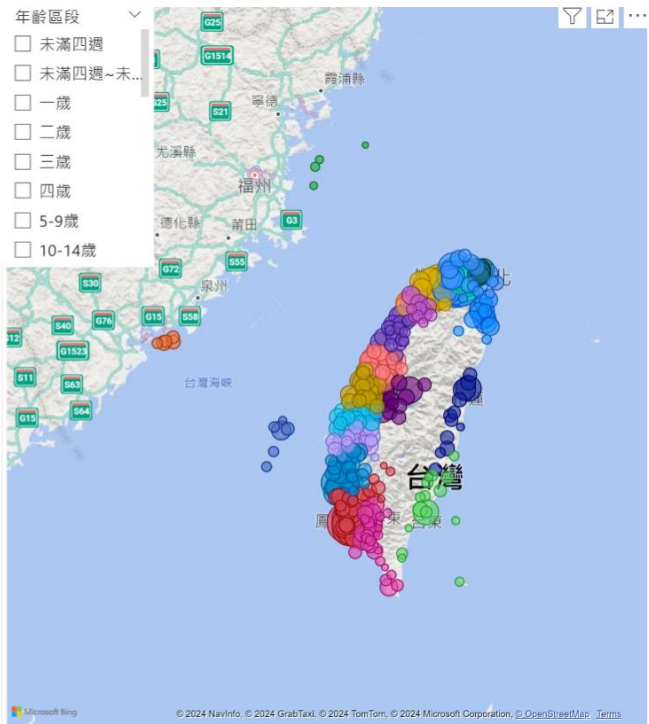 年齡區段
未滿四週
未滿四週~未...
一歲
二歲
三歲
四歲
5-9歲
10-14歲
G25
G1514
霞浦縣
寧德
S21
尤溪縣
福州
G3
德化縣
莆田
S55
G72
S30
泉州
G15
S58
S40
G76
G1523
S11
S63
台灣海峽
G15
S64
北
台灣
東
Microsoft Bing
© 2024 NavInfo, © 2024 GrabTaxi, © 2024 TomTom, © 2024 Microsoft Corporation, © OpenStreetMap Terms